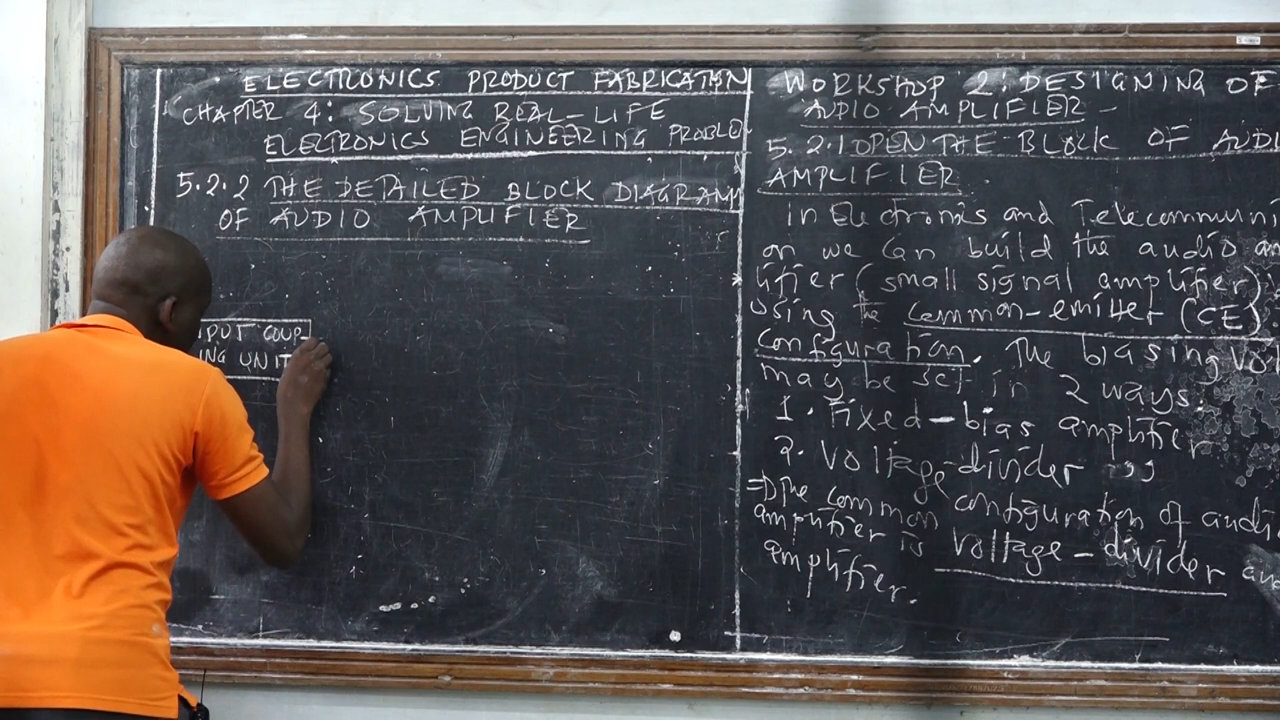 ELECTRONICS PRODUCT FABRICATION
CHAPTER 4: SOLVING REAL-LIFE
ELECTRONICS ENGINEERING PROBLEM
5.2.2 THE DETAILED BLOCK DIAGRAM
OF AUDIO AMPLIFIER
PUT COUP-
ING UNIT
WORKSHOP 2: DESIGNING OF
AUDIO AMPLIFIER -
5.2.1 OPEN THE BLOCK OF AUDI
AMPLIFIER.
In Electronis and Telecommuni
on we can build the audio am
lifier (small signal amplifier)
using the common-emitter (CE)
configuration. The biasing vol
may be set in 2 ways.
1. Fixed-bias amplifier
2. Voltage-divider ,,
=> The common configuration of audi
amplifier is voltage-divider
amplifier.